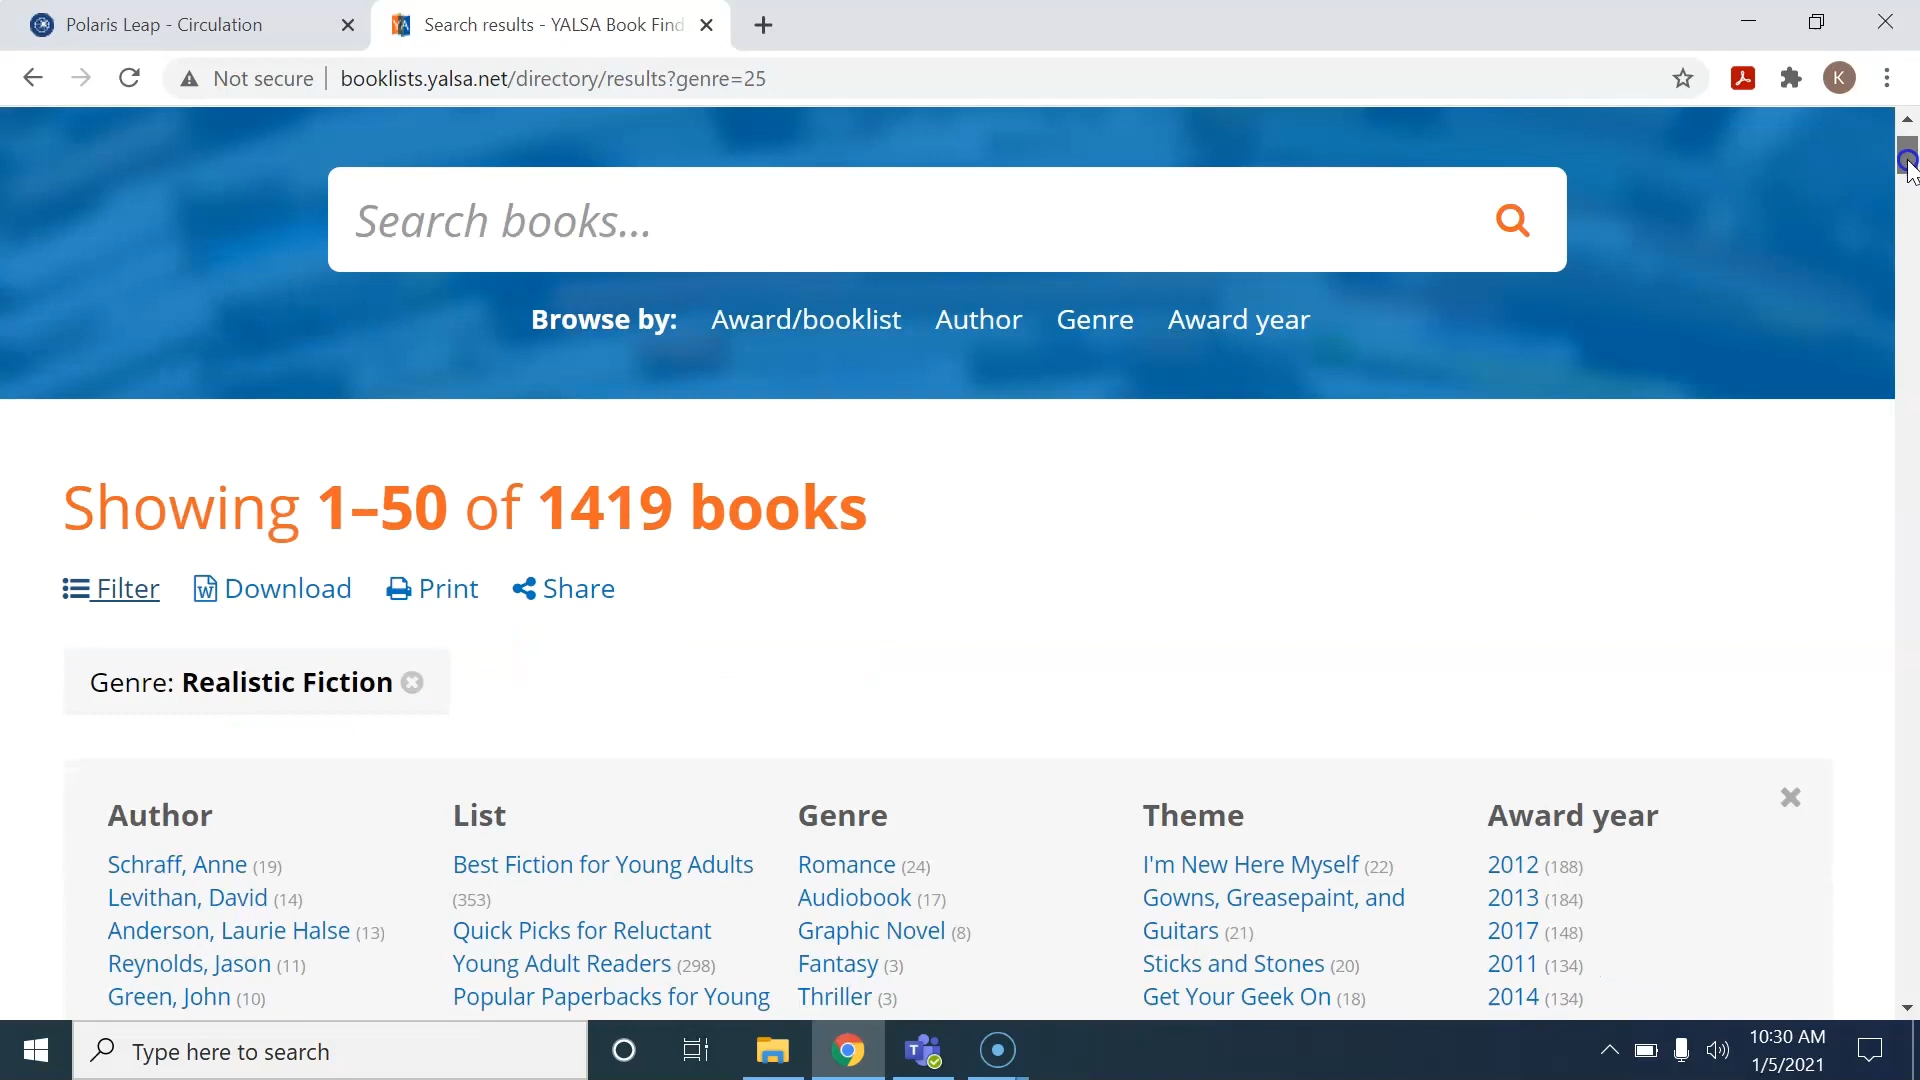 Polaris Leap - Circulation
Search results - YALSA Book Find
Not secure
booklists.yalsa.net/directory/results?genre=25
K
Search books...
Browse by: Award/booklist Author Genre Award year
Showing 1–50 of 1419 books
Filter Download Print Share
Genre: Realistic Fiction
Author
Schraff, Anne (19)
Levithan, David (14)
Anderson, Laurie Halse (13)
Reynolds, Jason (11)
Green, John (10)
List
Best Fiction for Young Adults
(353)
Quick Picks for Reluctant
Young Adult Readers (298)
Popular Paperbacks for Young
Genre
Romance (24)
Audiobook (17)
Graphic Novel (8)
Fantasy (3)
Thriller (3)
Theme
I'm New Here Myself (22)
Gowns, Greasepaint, and
Guitars (21)
Sticks and Stones (20)
Get Your Geek On (18)
Award year
2012 (188)
2013 (184)
2017 (148)
2011 (134)
2014 (134)
Type here to search
10:30 AM
1/5/2021